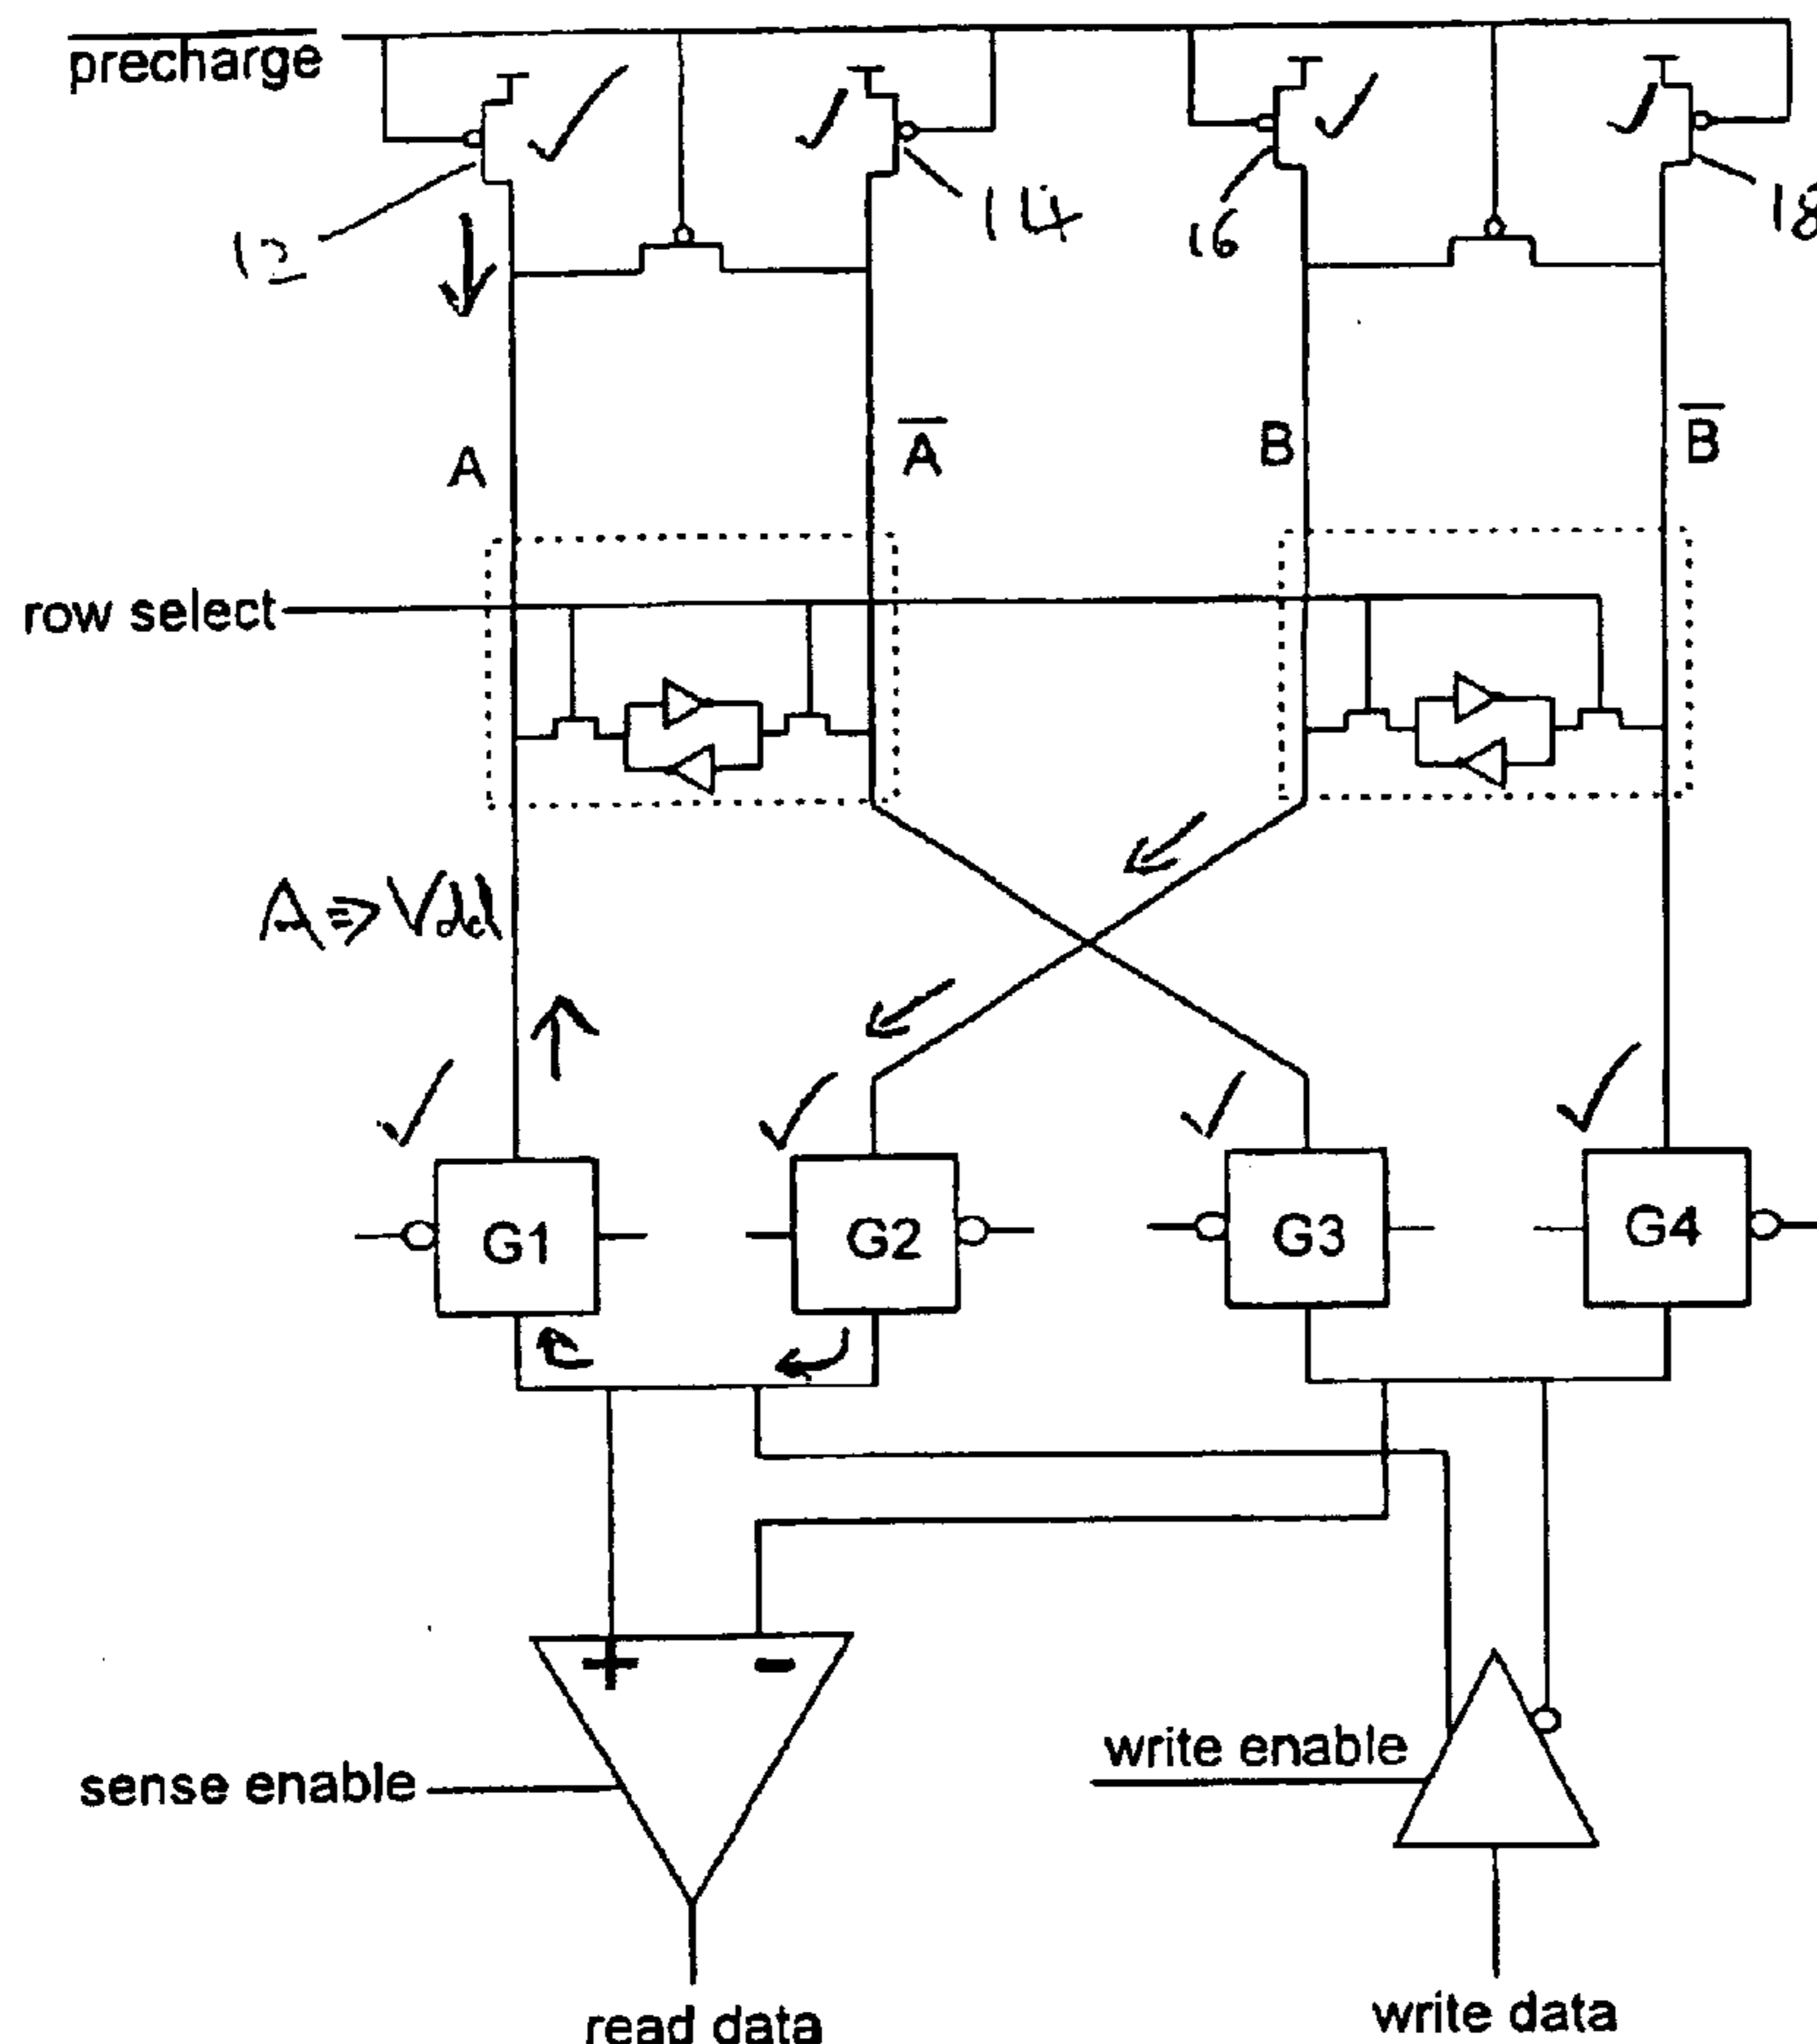 precharge
12
14
16
18
A
A̅
B
B̅
row select
A => Vdd
G1
G2
G3
G4
+
-
write enable
sense enable
read data
write data